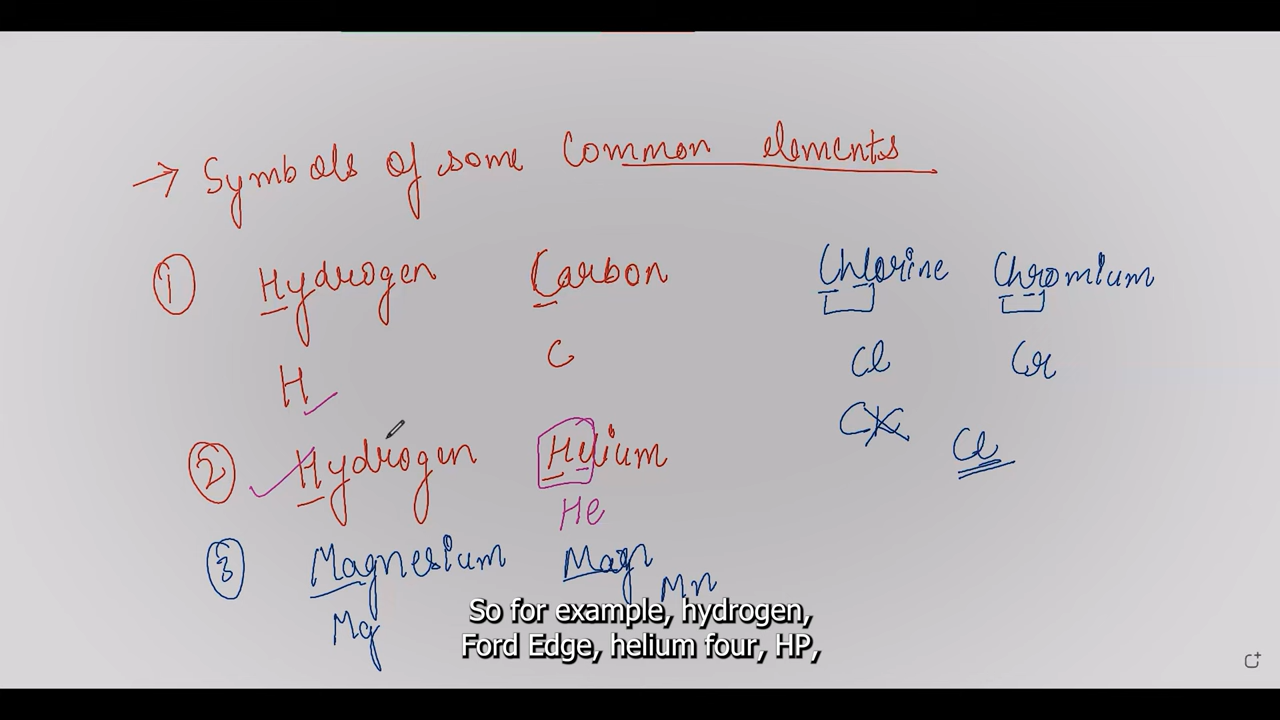 → Symbols of some Common elements
① Hydrogen Carbon Chlorine Chromium
H C Cl Cr
Cl
② Hydrogen Helium
He
③ Magnesium Magn
Mg Mn
So for example, hydrogen,
Ford Edge, helium four, HP,